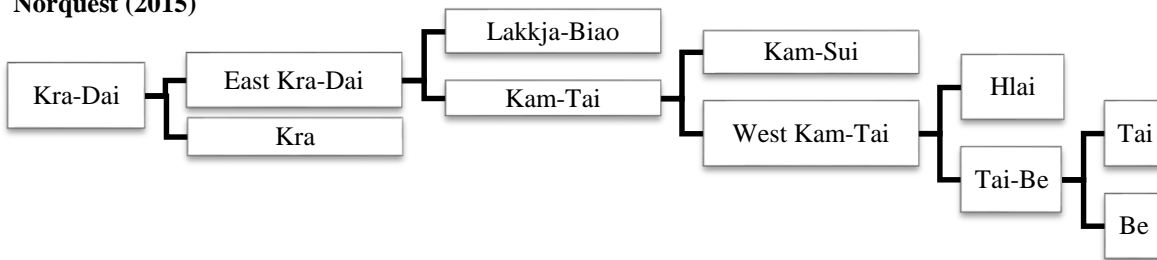 Norquest (2015)
Kra-Dai
East Kra-Dai
Kra
Lakkja-Biao
Kam-Tai
Kam-Sui
West Kam-Tai
Hlai
Tai-Be
Tai
Be